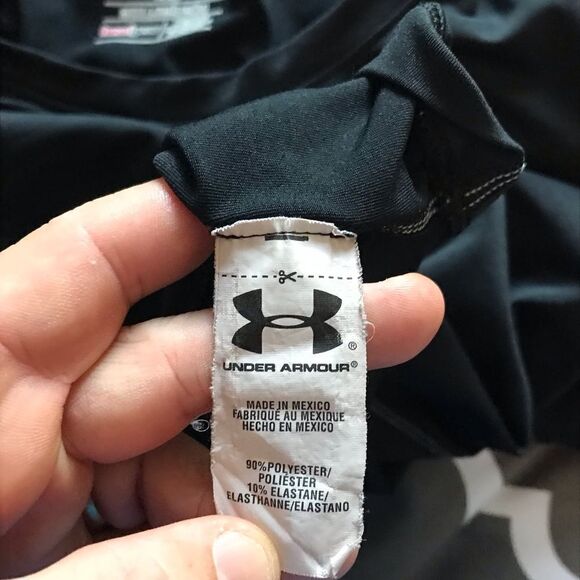 UNDER ARMOUR®
MADE IN MEXICO
FABRIQUÉ AU MEXIQUE
HECHO EN MEXICO
90%POLYESTER/
POLIÉSTER
10% ELASTANE/
ELASTHANNE/ELASTANO